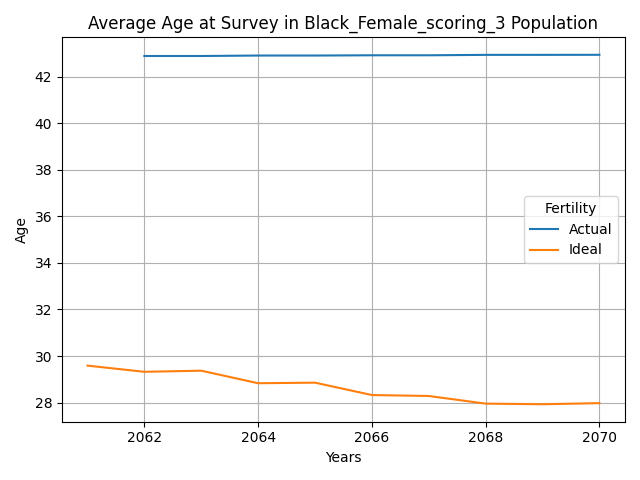 Average Age at Survey in Black_Female_scoring_3 Population
Age
42
40
38
36
34
32
30
28
Fertility
Actual
Ideal
2062 2064 2066 2068 2070
Years